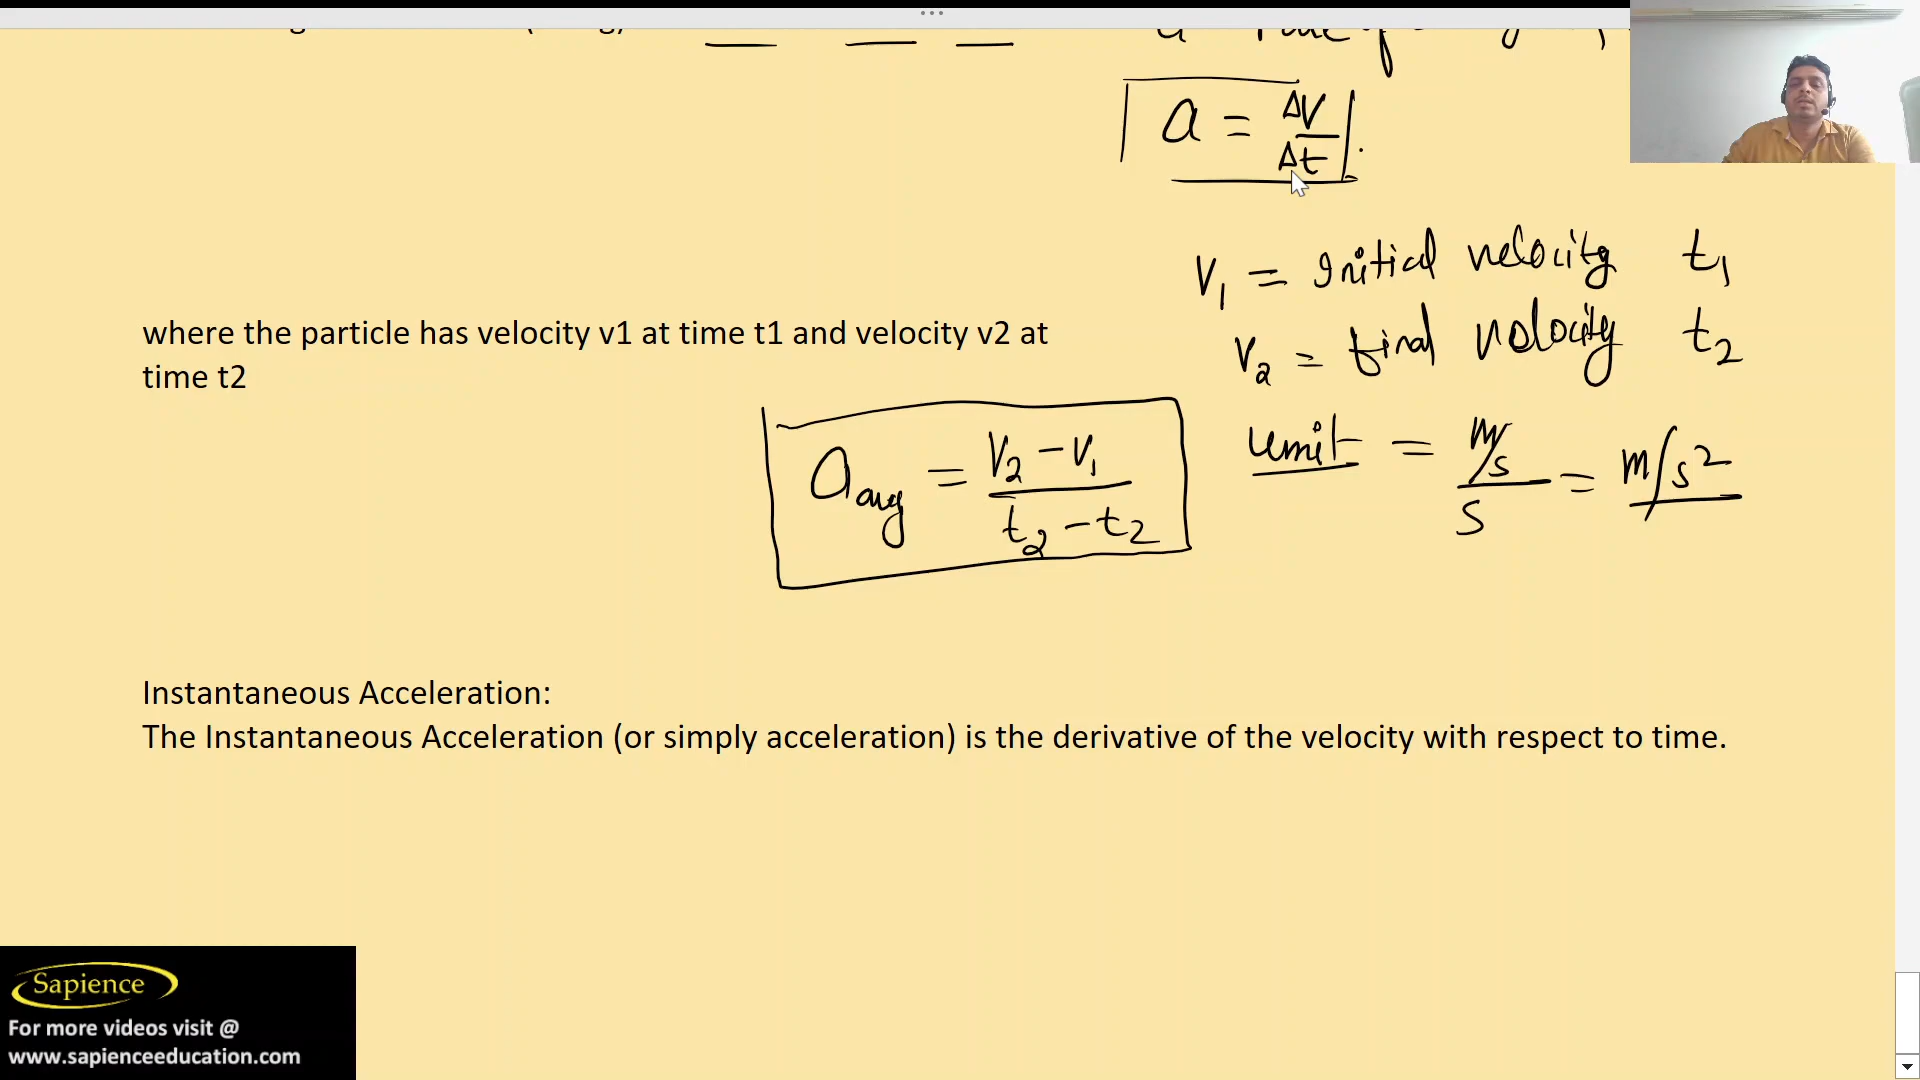 a = ΔV/Δt
V1 = Initial velocity t1
where the particle has velocity v1 at time t1 and velocity v2 at
time t2
V2 = final velocity t2
aavg = V2 - V1 / t2 - t2
unit = m/s / s = m/s2
Instantaneous Acceleration:
The Instantaneous Acceleration (or simply acceleration) is the derivative of the velocity with respect to time.
Sapience
For more videos visit @
www.sapienceeducation.com